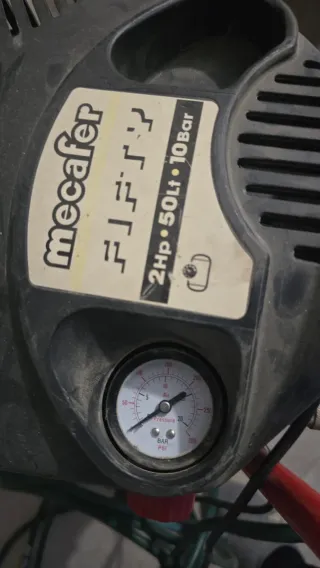 mecafer
FIFTY
2Hp • 50Lt • 10Bar
BAR
PSI